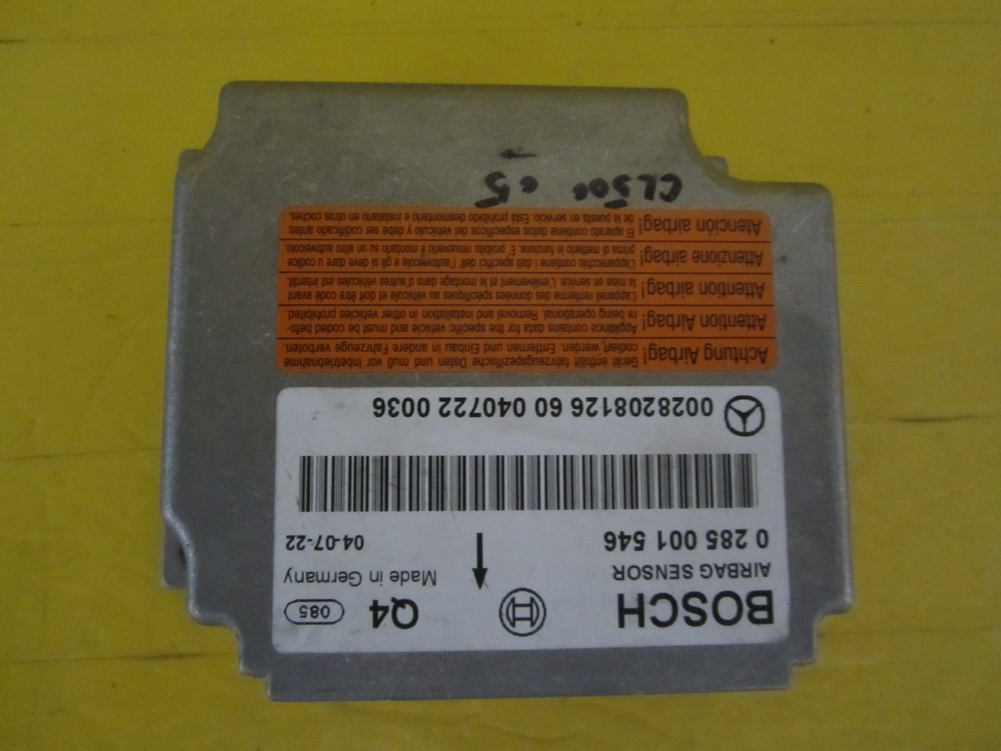 BOSCH
Q4
085
AIRBAG SENSOR
Made in Germany
0 285 001 546
04-07-22
0028208126 60 040722 0036
Achtung Airbag!
Gerät enthält fahrzeugspezifische Daten und muß vor Inbetriebnahme
codiert werden. Entfernen und Einbau in andere Fahrzeuge verboten.
Attention Airbag!
Appliance contains data for the specific vehicle and must be coded befo-
re being operational. Removal and installation in other vehicles prohibited.
Attention airbag!
L'appareil renferme des données spécifiques au véhicule et doit être codé avant
la mise en service. L'enlèvement et le montage dans d'autres véhicules est interdit.
Attenzione airbag!
L'apparecchio contiene i dati specifici dell'autoveicolo e gli si deve dare u codice
prima di metterlo in funzione. E' proibito rimuoverlo e montarlo su un altro autoveicolo.
Atención airbag!
El aparato contiene datos específicos del vehículo y debe ser codificado antes
de la puesta en servicio. Está prohibido desmontarlo e instalarlo en otros coches.
CL500 05